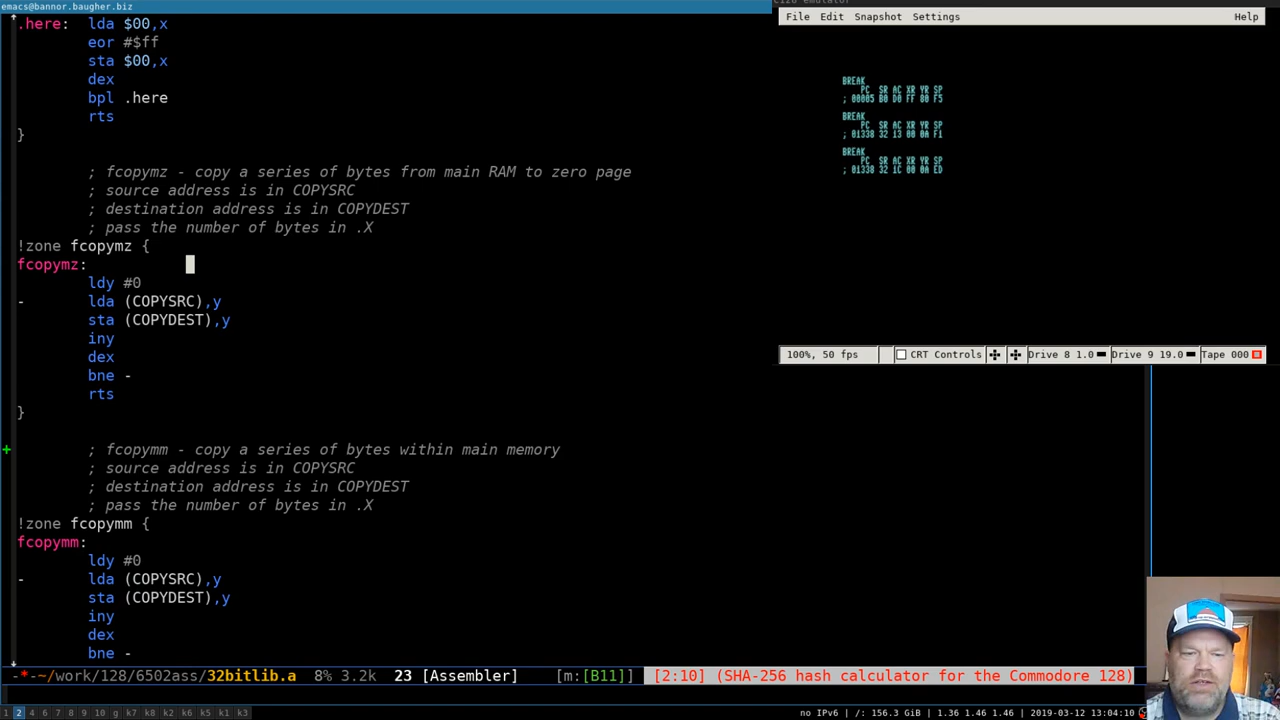 emacs@bannor.baugher.biz
.here: lda $00,x
eor #$ff
sta $00,x
dex
bpl .here
rts
}
; fcopymz - copy a series of bytes from main RAM to zero page
; source address is in COPYSRC
; destination address is in COPYDEST
; pass the number of bytes in .X
!zone fcopymz {
fcopymz:
ldy #0
- lda (COPYSRC),y
sta (COPYDEST),y
iny
dex
bne -
rts
}
+ ; fcopymm - copy a series of bytes within main memory
; source address is in COPYSRC
; destination address is in COPYDEST
; pass the number of bytes in .X
!zone fcopymm {
fcopymm:
ldy #0
- lda (COPYSRC),y
sta (COPYDEST),y
iny
dex
bne -
-*-~/work/128/6502ass/32bitlib.a 8% 3.2k 23 [Assembler] [m:[B11)] [2:10] (SHA-256 hash calculator for the Commodore 128)
File Edit Snapshot Settings Help
BREAK
PC SR AC XR YR SP
; 00005 B0 D0 FF 00 F5
BREAK
PC SR AC XR YR SP
; 01338 32 13 00 0A F1
BREAK
PC SR AC XR YR SP
; 01338 32 1C 00 0A ED
100%, 50 fps CRT Controls Drive 8 1.0 Drive 9 19.0 Tape 000
1 2 4 6 7 8 9 10 g k7 k8 k2 k6 k5 k1 k3
no IPv6 | /: 156.3 GiB | 1.36 1.46 1.46 | 2019-03-12 13:04:10